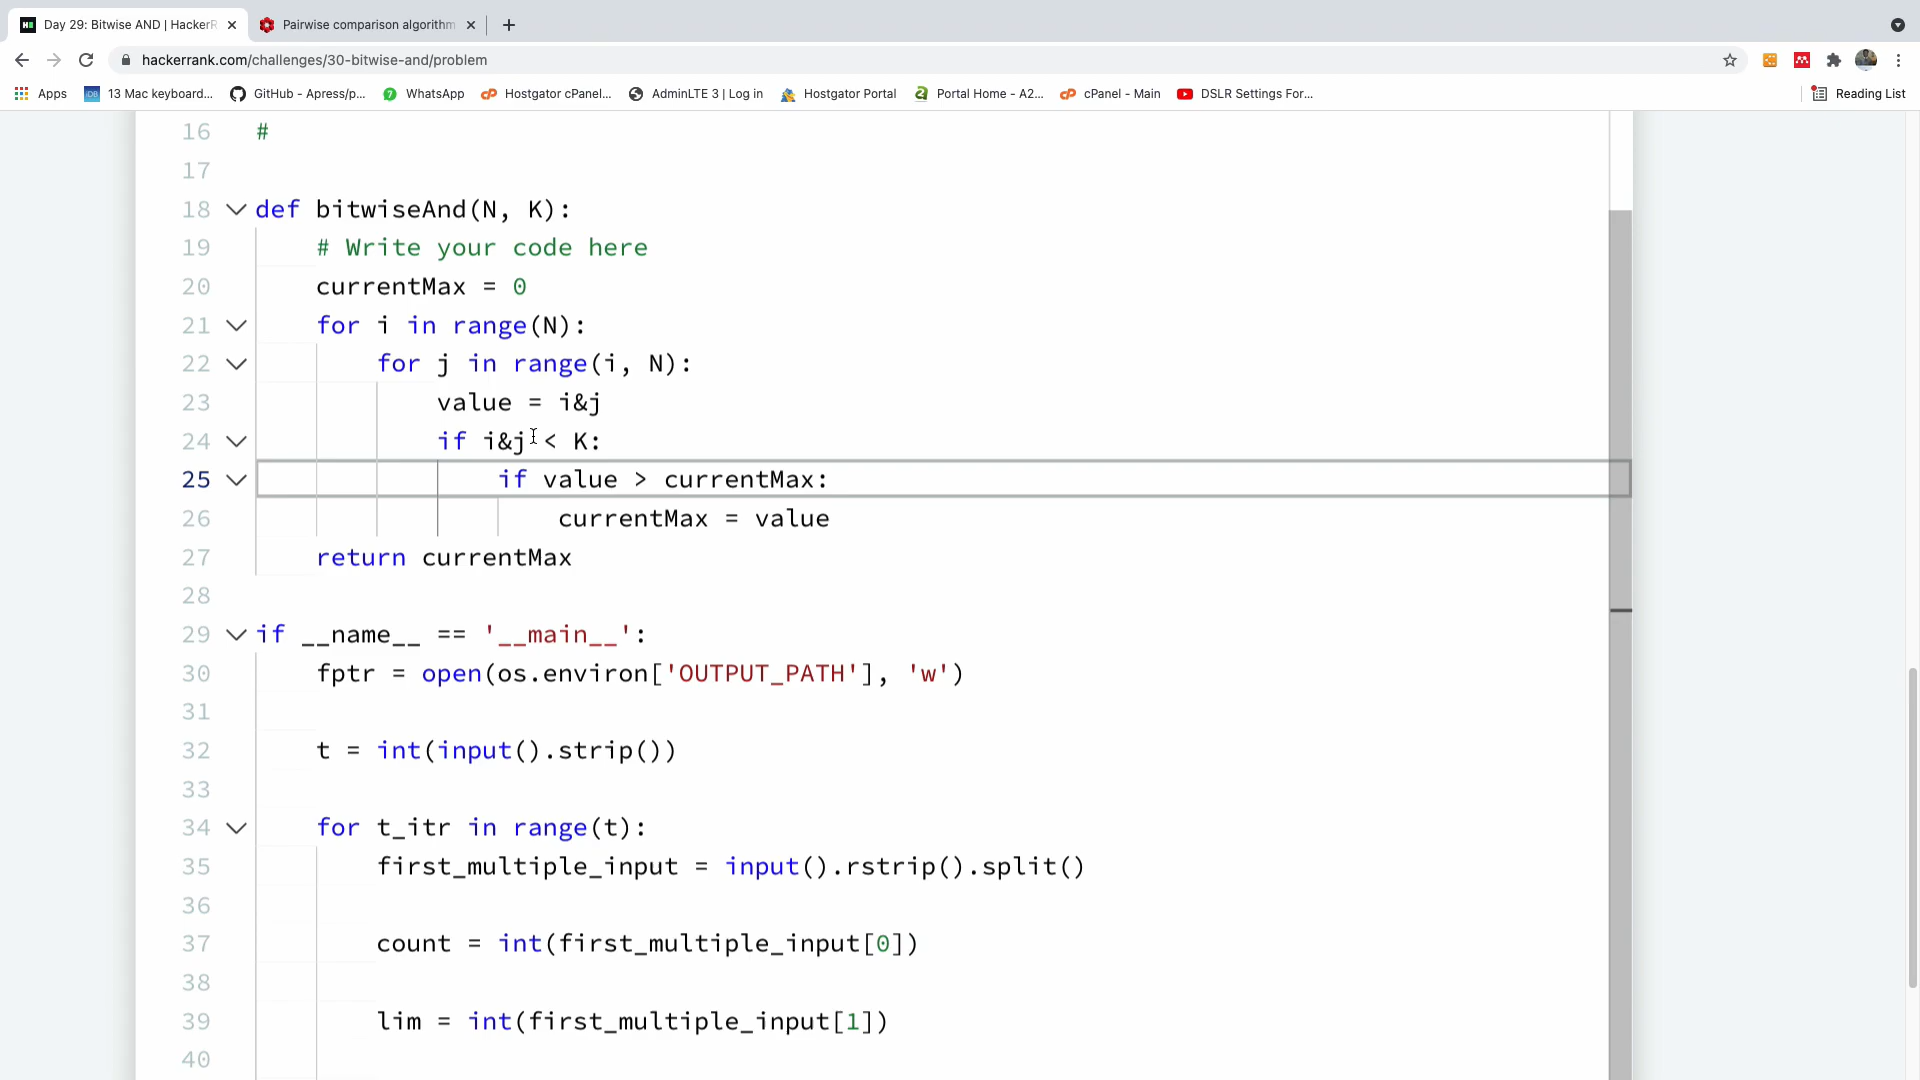 Day 29: Bitwise AND | HackerR
Pairwise comparison algorithm
hackerrank.com/challenges/30-bitwise-and/problem
Apps 13 Mac keyboard... GitHub - Apress/p... WhatsApp Hostgator cPanel... AdminLTE 3 | Log in Hostgator Portal Portal Home - A2... cPanel - Main DSLR Settings For... Reading List
16 #
17
18 def bitwiseAnd(N, K):
19 # Write your code here
20 currentMax = 0
21 for i in range(N):
22 for j in range(i, N):
23 value = i&j
24 if i&j < K:
25 if value > currentMax:
26 currentMax = value
27 return currentMax
28
29 if __name__ == '__main__':
30 fptr = open(os.environ['OUTPUT_PATH'], 'w')
31
32 t = int(input().strip())
33
34 for t_itr in range(t):
35 first_multiple_input = input().rstrip().split()
36
37 count = int(first_multiple_input[0])
38
39 lim = int(first_multiple_input[1])
40